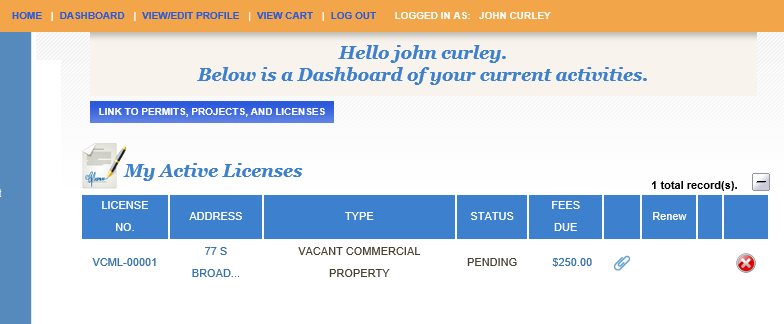 HOME | DASHBOARD | VIEW/EDIT PROFILE | VIEW CART | LOG OUT LOGGED IN AS: JOHN CURLEY
Hello john curley.
Below is a Dashboard of your current activities.
LINK TO PERMITS, PROJECTS, AND LICENSES
My Active Licenses
1 total record(s).
LICENSE NO. ADDRESS TYPE STATUS FEES DUE Renew
VCML-00001 77 S BROAD... VACANT COMMERCIAL PROPERTY PENDING $250.00